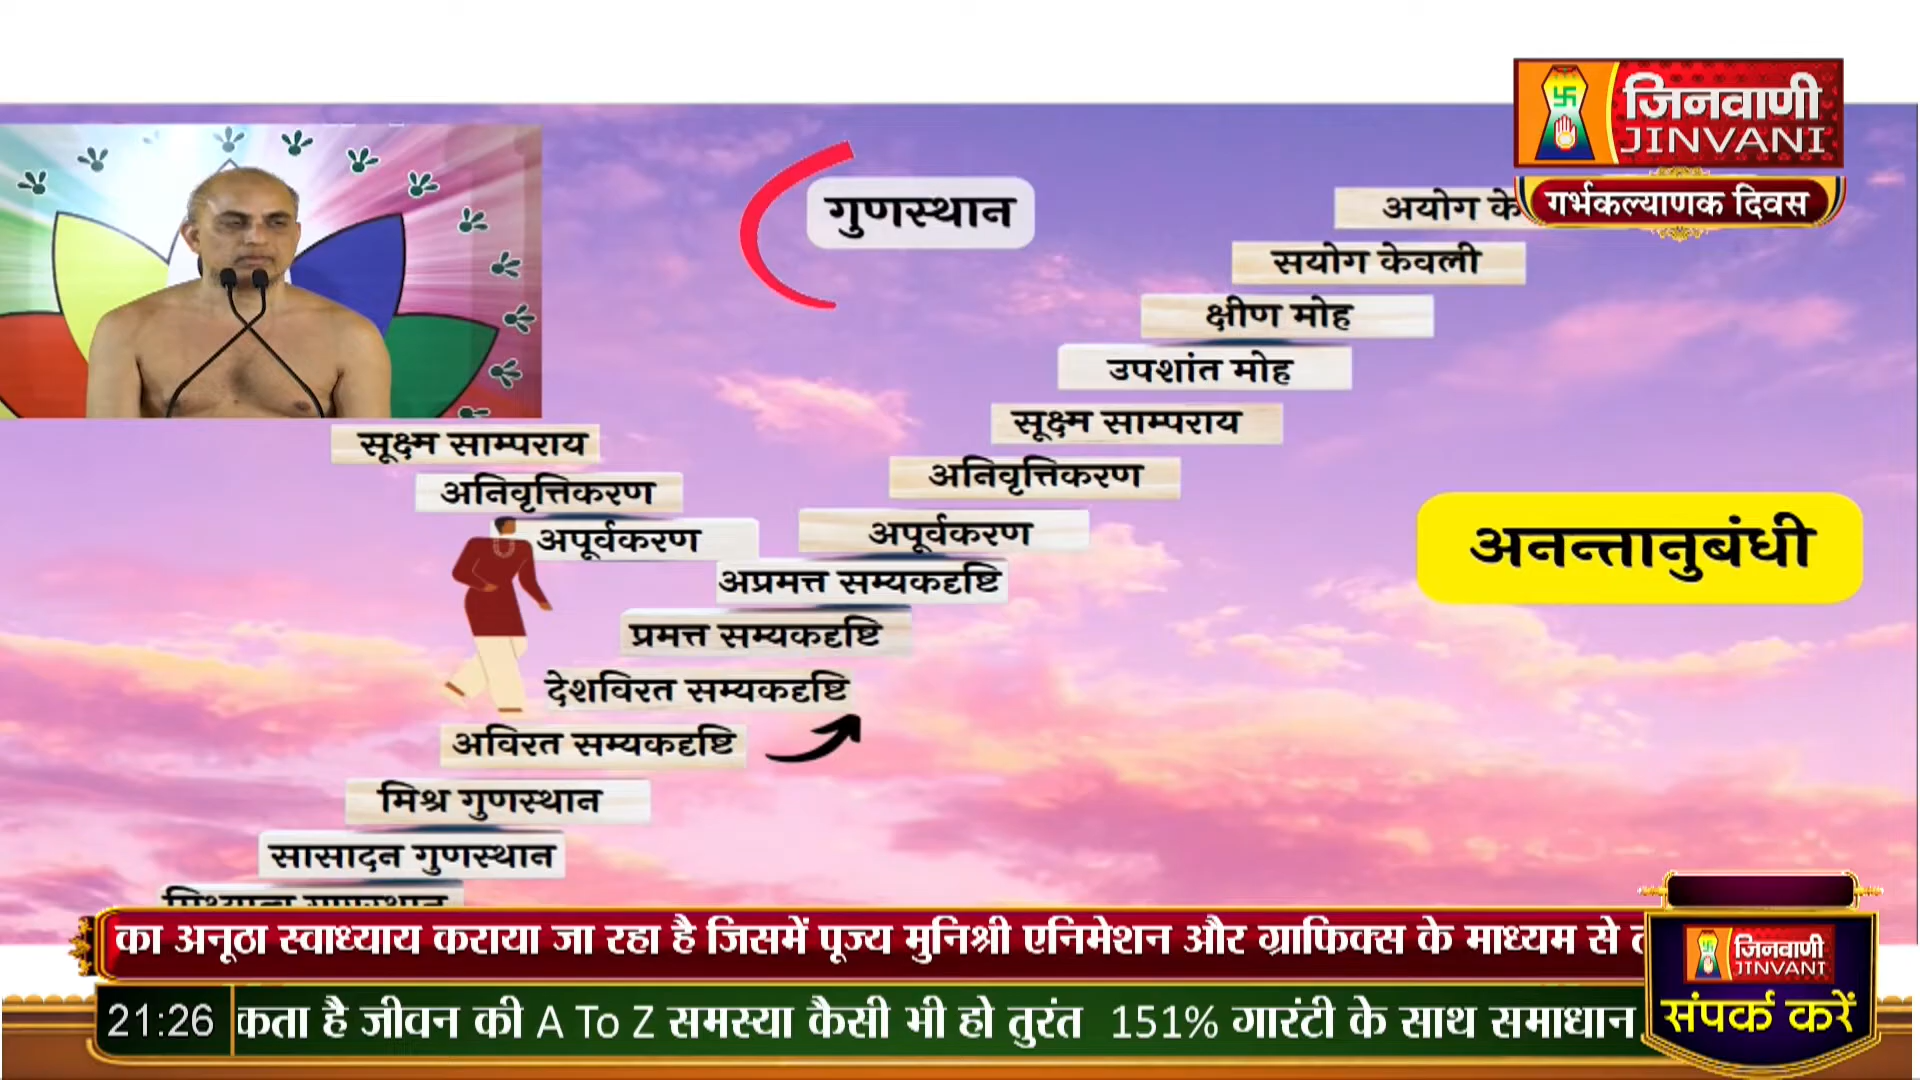 जिनवाणी
JINVANI
गर्भकल्याणक दिवस
गुणस्थान
अयोग के
सयोग केवली
क्षीण मोह
उपशांत मोह
सूक्ष्म साम्पराय
अनिवृत्तिकरण
अपूर्वकरण
सूक्ष्म साम्पराय
अनिवृत्तिकरण
अपूर्वकरण
अप्रमत्त सम्यकदृष्टि
प्रमत्त सम्यकदृष्टि
देशविरत सम्यकदृष्टि
अविरत सम्यकदृष्टि
मिश्र गुणस्थान
सासादन गुणस्थान
अनन्तानुबंधी
का अनूठा स्वाध्याय कराया जा रहा है जिसमें पूज्य मुनिश्री एनिमेशन और ग्राफिक्स के माध्यम से
21:26
कता है जीवन की A To Z समस्या कैसी भी हो तुरंत 151% गारंटी के साथ समाधान
जिनवाणी
JINVANI
संपर्क करें